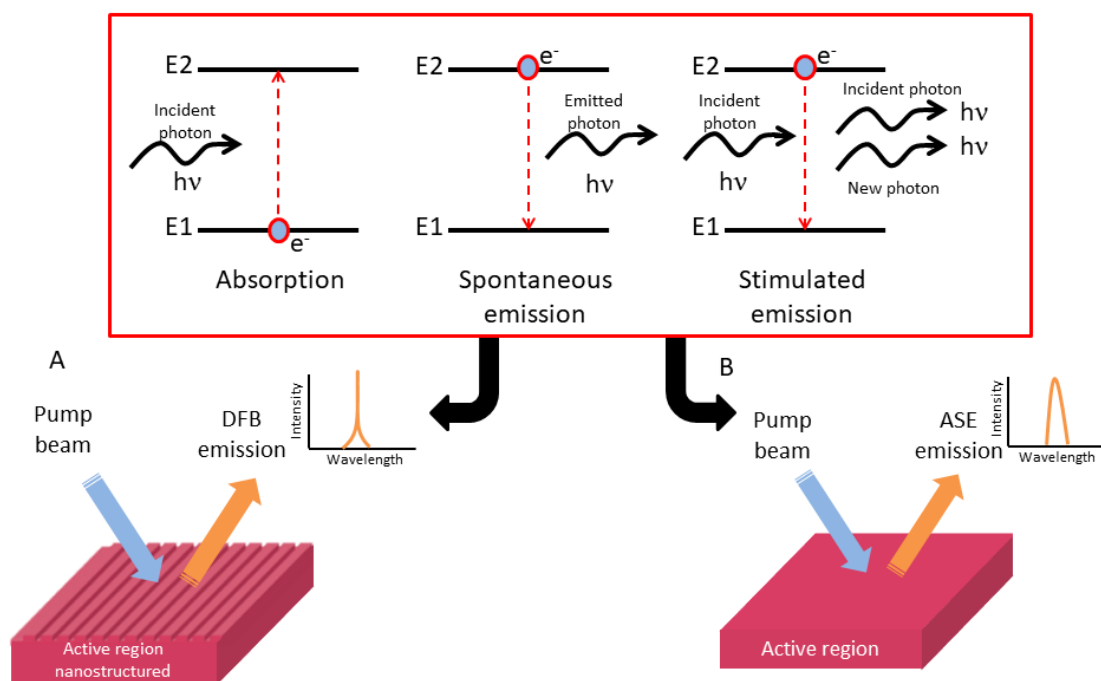 E2
e-
Incident
photon
hν
E1
e-
Absorption
E2
e-
Emitted
photon
hν
E1
Spontaneous
emission
E2
e-
Incident
photon
hν
Incident photon
hν
hν
New photon
E1
Stimulated
emission
A
Pump
beam
DFB
emission
Intensity
Wavelength
Active region
nanostructured
B
Pump
beam
ASE
emission
Intensity
Wavelength
Active region